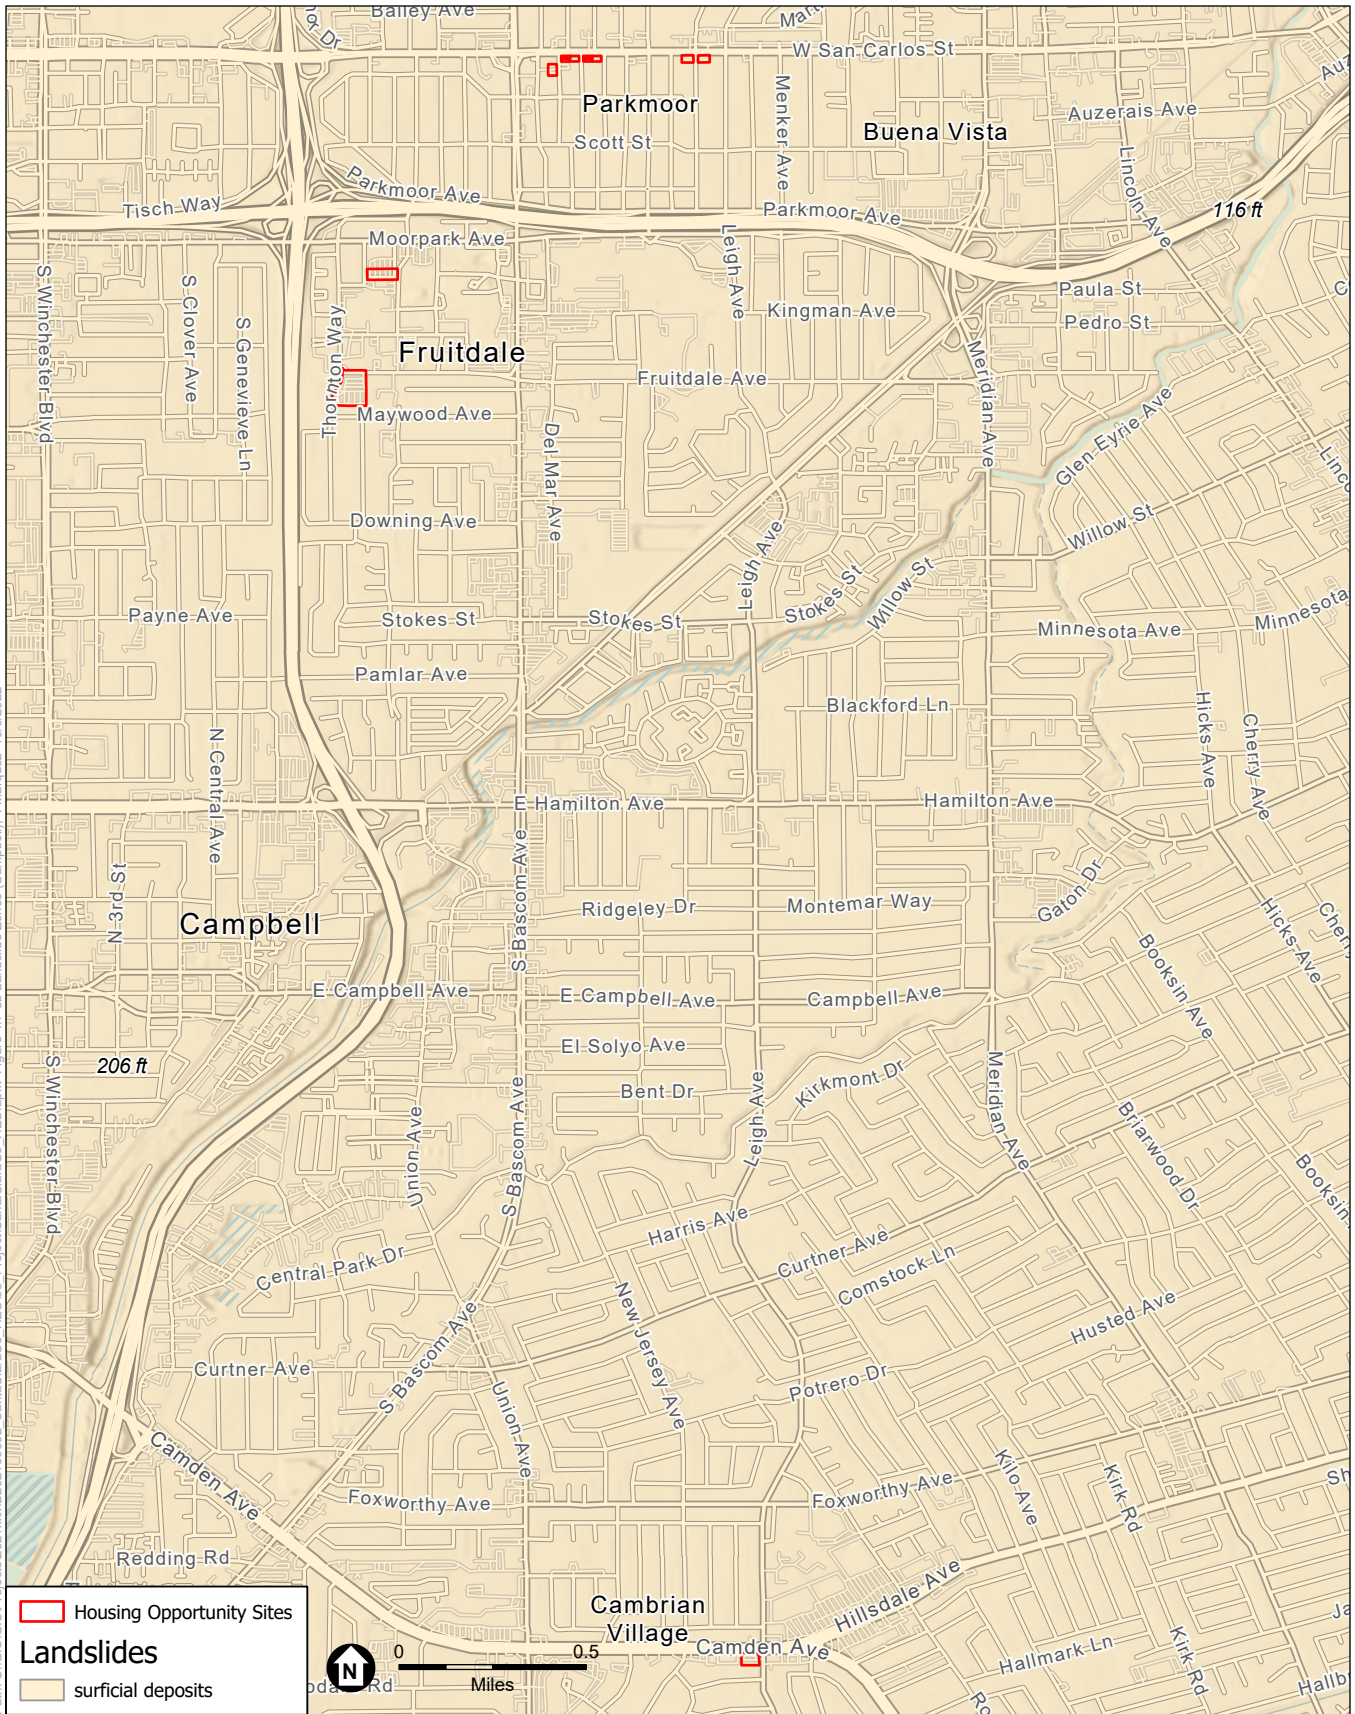 Bailey Ave
W San Carlos St
Parkmoor
Menker Ave
Buena Vista
Auzerais Ave
Scott St
Lincoln Ave
Parkmoor Ave
Tisch Way
Parkmoor Ave
116 ft
Moorpark Ave
Leigh Ave
S Winchester Blvd
S Clover Ave
S Genevieve Ln
Thornton Way
Kingman Ave
Paula St
Pedro St
Fruitdale
Meridian Ave
Fruitdale Ave
Maywood Ave
Del Mar Ave
Glen Eyrie Ave
Downing Ave
Willow St
Leigh Ave
Stokes St
Willow St
Payne Ave
Stokes St
Stokes St
Minnesota Ave
Minnesota
Pamlar Ave
Blackford Ln
Hicks Ave
Cherry Ave
N Central Ave
E Hamilton Ave
Hamilton Ave
S Bascom Ave
N 3rd St
Campbell
Ridgeley Dr
Montemar Way
Gaton Dr
Hicks Ave
Booksin Ave
E Campbell Ave
E Campbell Ave
Campbell Ave
El Solyo Ave
206 ft
S Winchester Blvd
Bent Dr
Kirkmont Dr
Meridian Ave
Leigh Ave
Union Ave
S Bascom Ave
Briarwood Dr
Booksin
Harris Ave
Curtner Ave
Central Park Dr
Comstock Ln
New Jersey Ave
Husted Ave
S Bascom Ave
Curtner Ave
Potrero Dr
Union Ave
Camden Ave
Kilo Ave
Kirk Rd
Foxworthy Ave
Foxworthy Ave
Redding Rd
Hillsdale Ave
Cambrian
Village
Camden Ave
Hallmark Ln
Kirk Rd
Housing Opportunity Sites
Landslides
surficial deposits
N
0 0.5
Miles